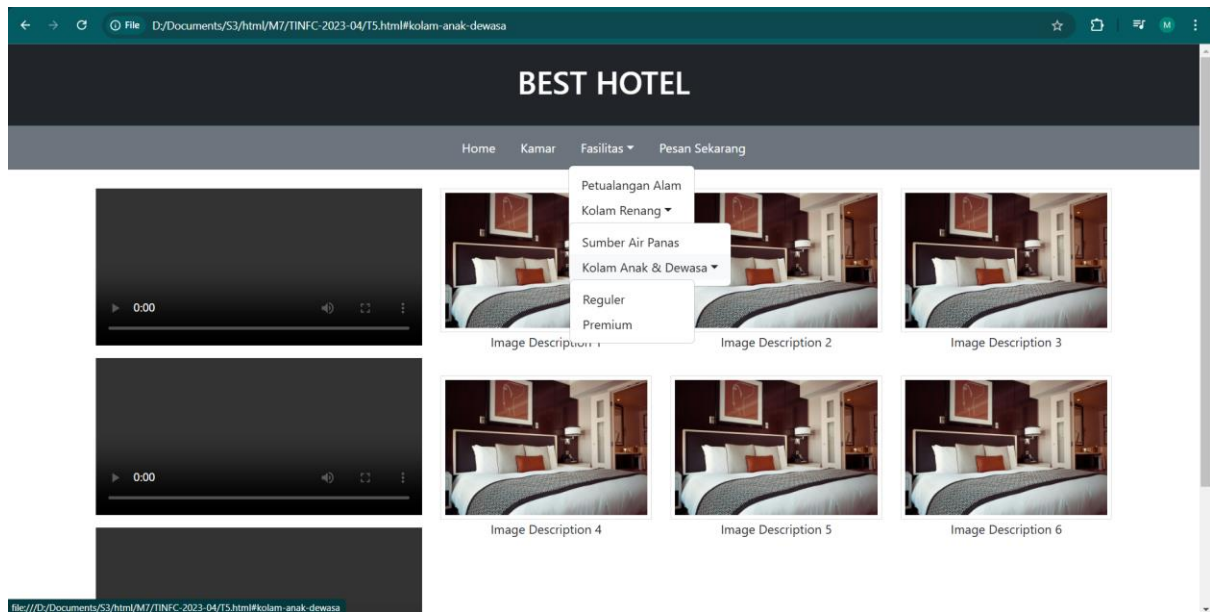 File D:/Documents/S3/html/M7/TINFC-2023-04/T5.html#kolam-anak-dewasa
M
BEST HOTEL
Home Kamar Fasilitas Pesan Sekarang
Petualangan Alam
Kolam Renang
Sumber Air Panas
Kolam Anak & Dewasa
Reguler
Premium
0:00
Image Description 2 Image Description 3
0:00
Image Description 4 Image Description 5 Image Description 6
file:///D:/Documents/S3/html/M7/TINFC-2023-04/T5.html#kolam-anak-dewasa